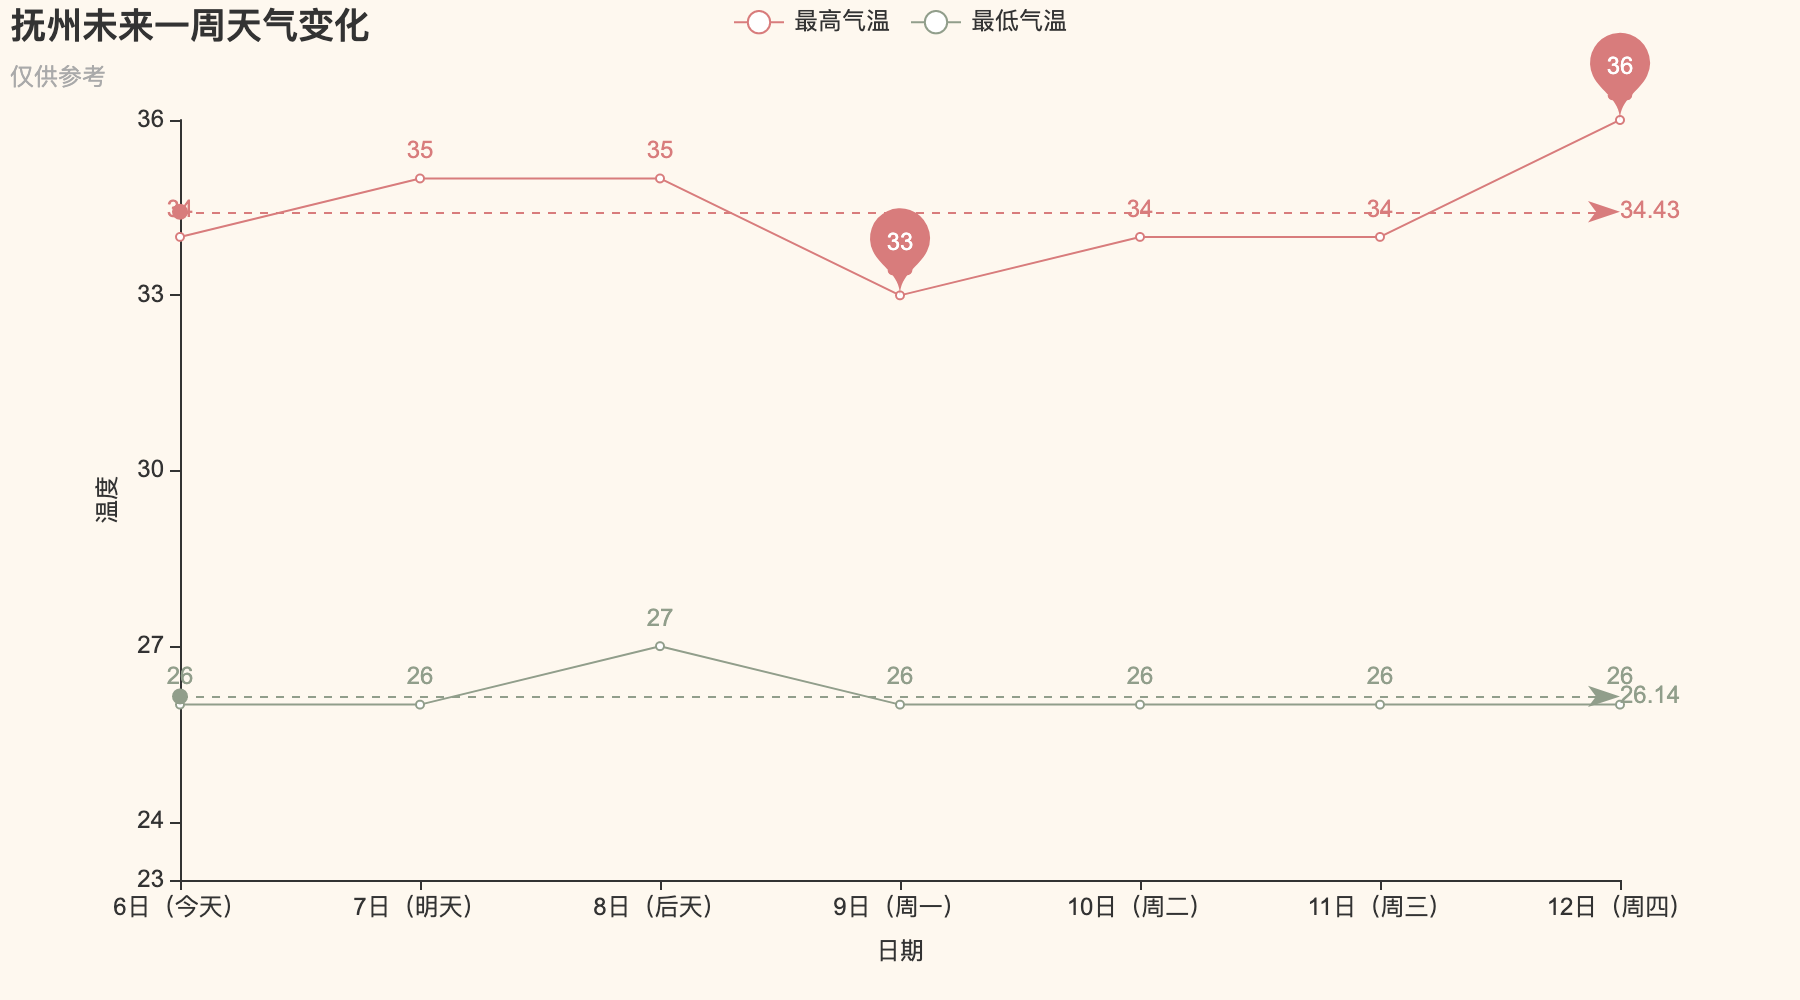 抚州未来一周天气变化
仅供参考
最高气温 最低气温
36
36
35 35
34 34 34 34.43
33
33
30
温度
27
27
26 26 26 26 26 26
26.14
24
23
6日（今天） 7日（明天） 8日（后天） 9日（周一） 10日（周二） 11日（周三） 12日（周四）
日期